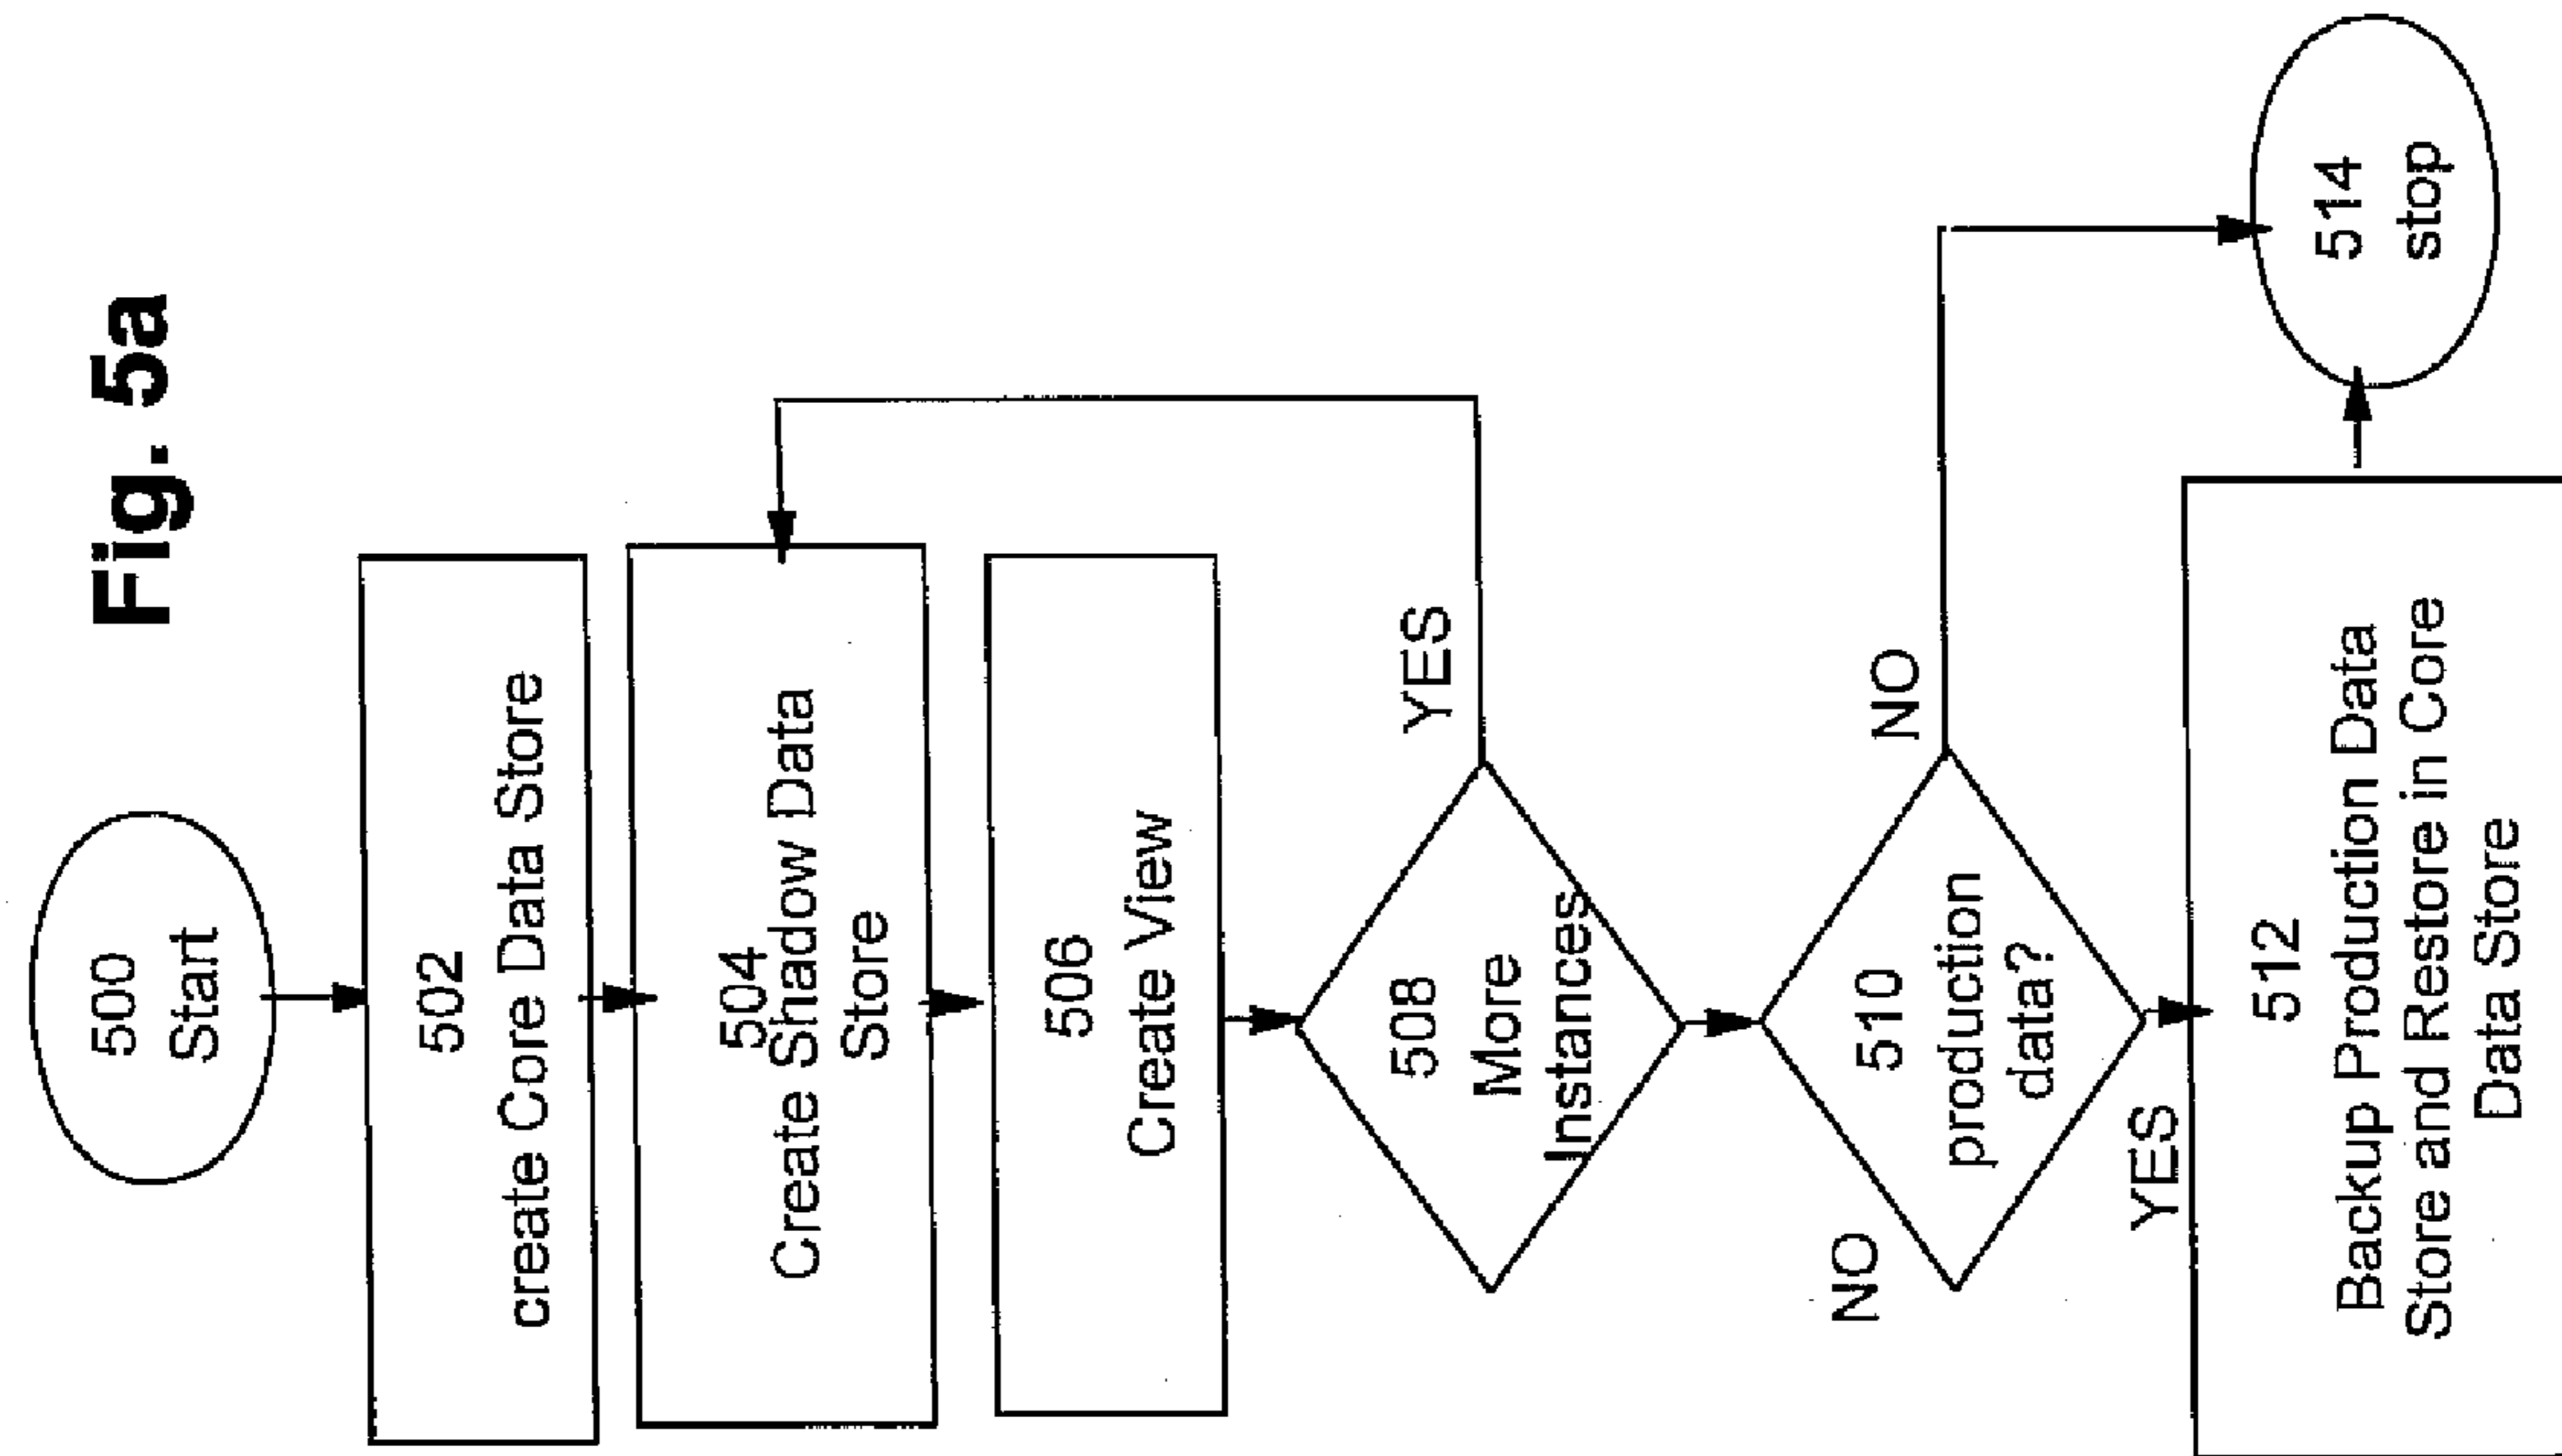 Fig. 5a
500
Start
502
create Core Data Store
504
Create Shadow Data
Store
506
Create View
508
More
Instances
YES
NO
510
production
data?
NO
YES
512
Backup Production Data
Store and Restore in Core
Data Store
514
stop